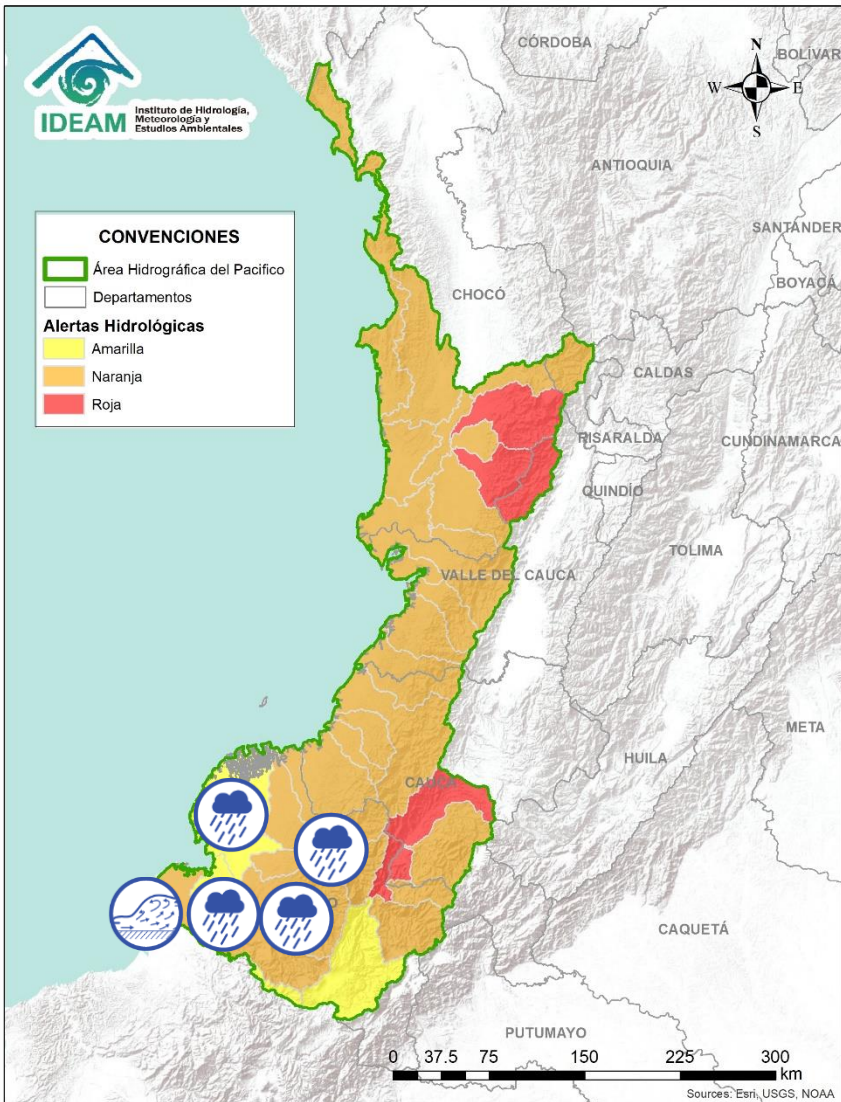 IDEAM
Instituto de Hidrología,
Meteorología y
Estudios Ambientales
N
W
E
S
CONVENCIONES
Área Hidrográfica del Pacifico
Departamentos
Alertas Hidrológicas
Amarilla
Naranja
Roja
CÓRDOBA
BOLÍVAR
ANTIOQUIA
SANTANDER
BOYACÁ
CHOCÓ
CALDAS
RISARALDA
CUNDINAMARCA
QUINDÍO
TOLIMA
VALLE DEL CAUCA
META
HUILA
CAUCA
O
CAQUETÁ
PUTUMAYO
0 37.5 75 150 225 300
km
Sources: Esri, USGS, NOAA